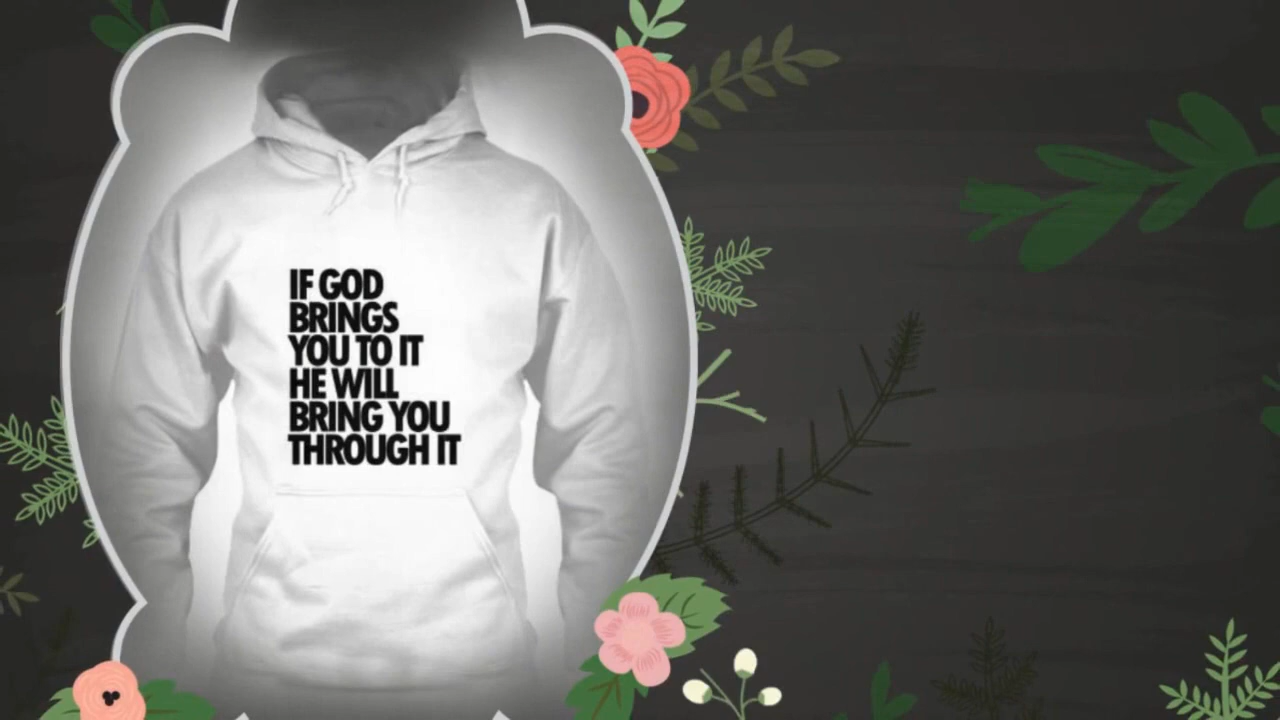 IF GOD
BRINGS
YOU TO IT
HE WILL
BRING YOU
THROUGH IT